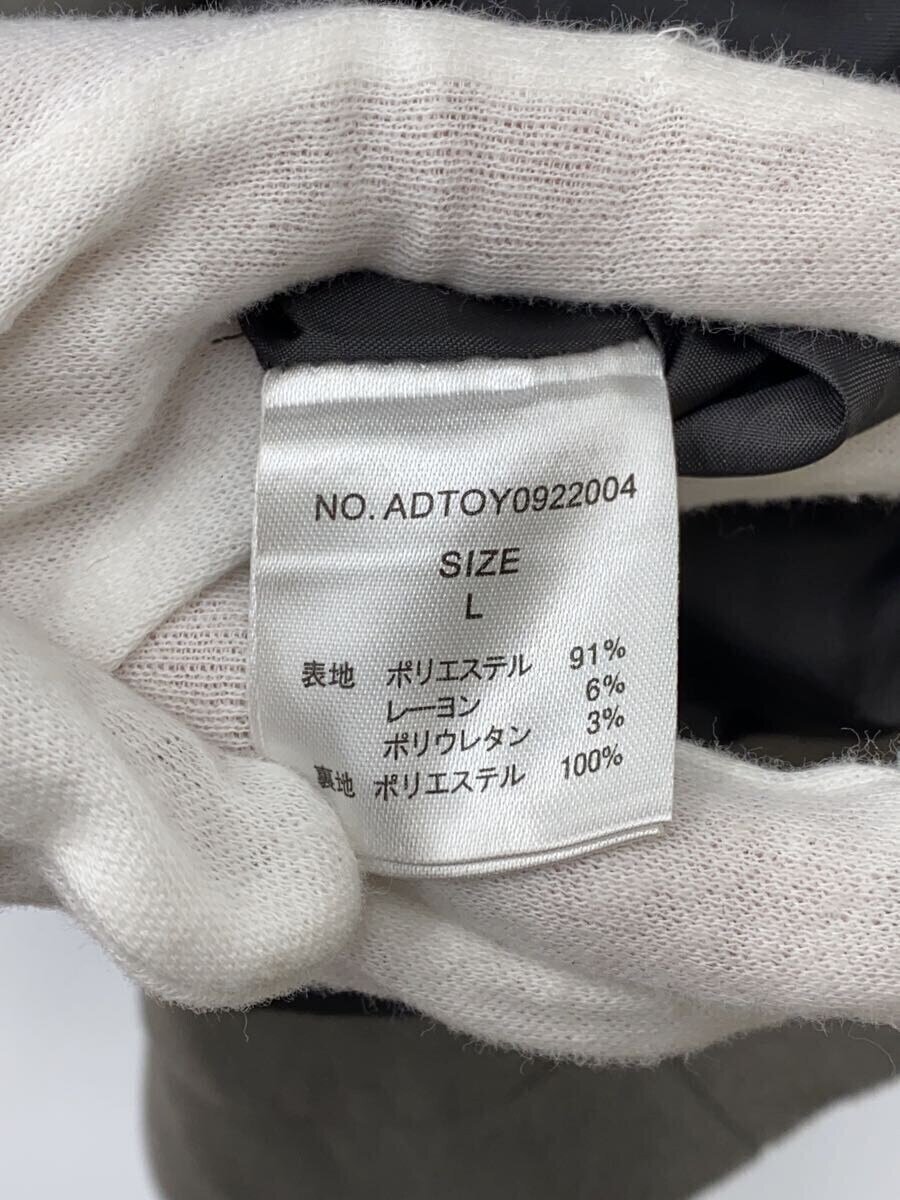 NO. ADTOY0922004
SIZE
L
表地 ポリエステル 91%
レーヨン 6%
ポリウレタン 3%
裏地 ポリエステル 100%